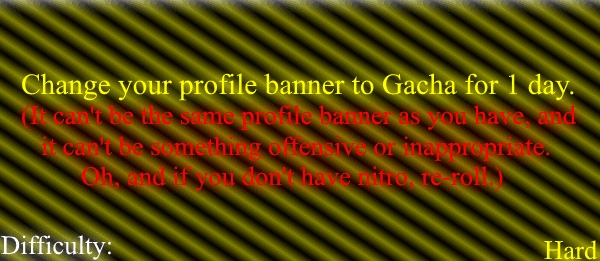 Change your profile banner to Gacha for 1 day.
(It can't be the same profile banner as you have, and
it can't be something offensive or inappropriate.
Oh, and if you don't have nitro, re-roll.)
Difficulty:
Hard